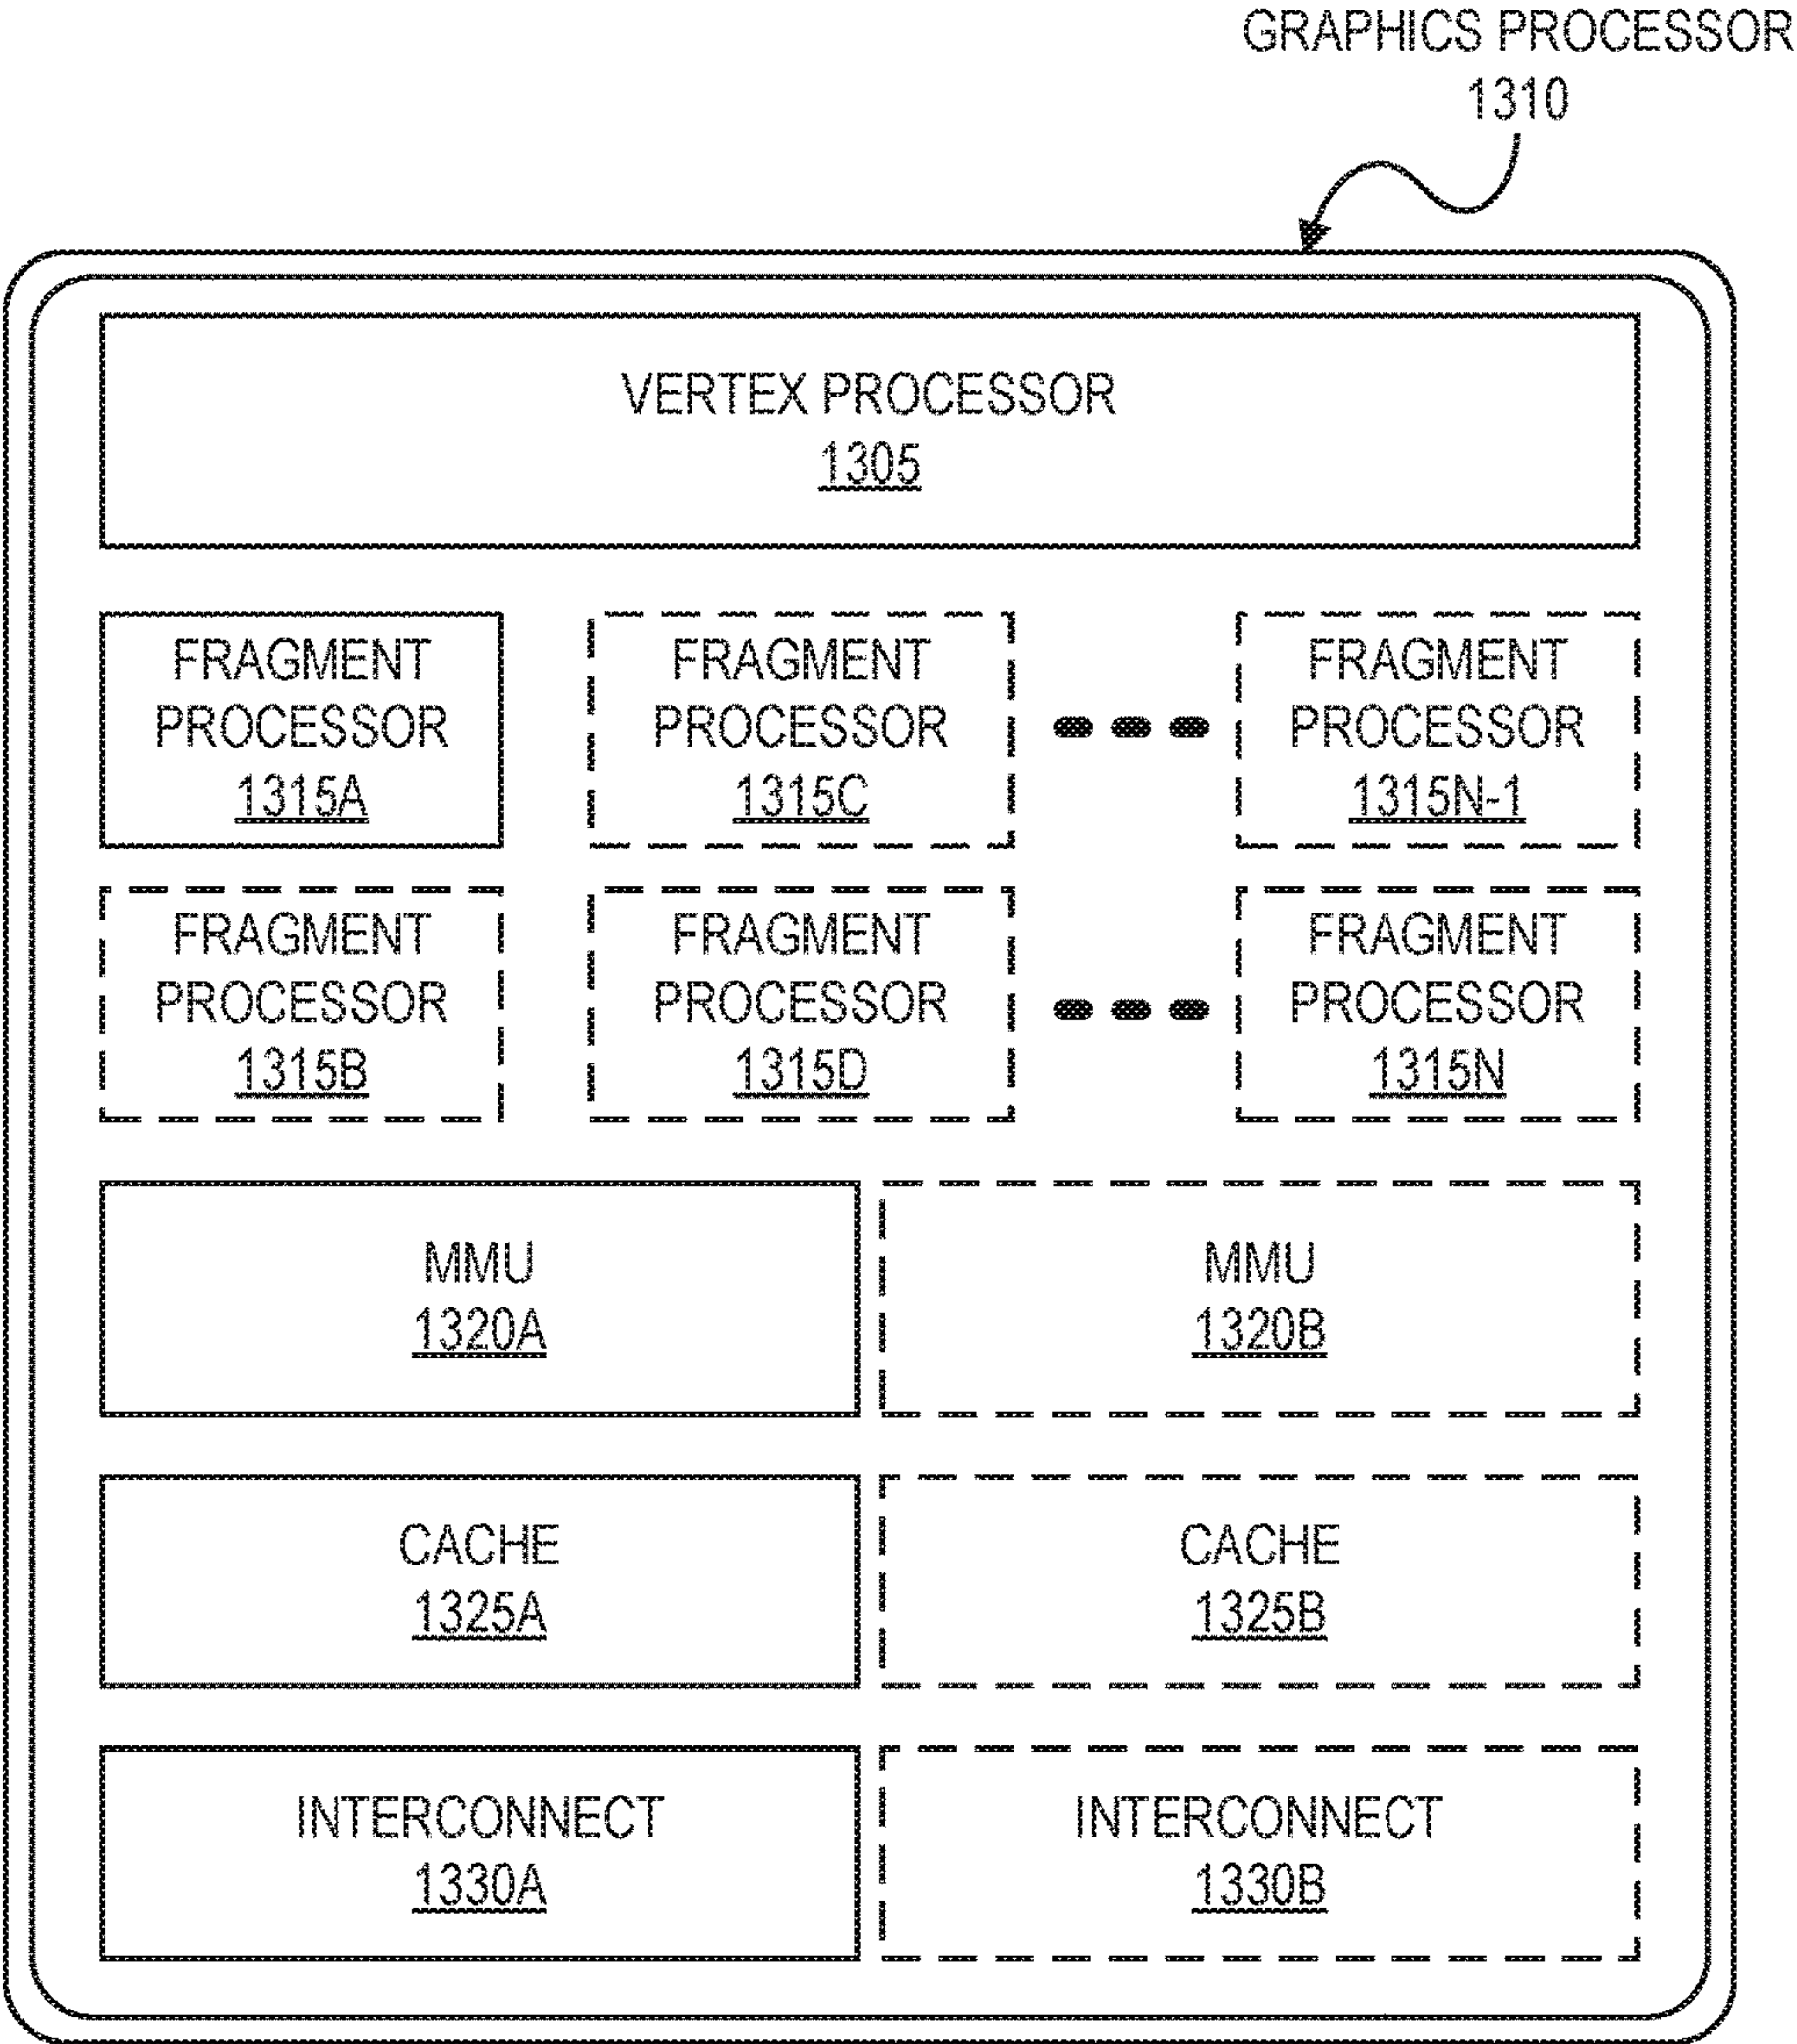 GRAPHICS PROCESSOR
1310
VERTEX PROCESSOR
1305
FRAGMENT
PROCESSOR
1315A
FRAGMENT
PROCESSOR
1315C
FRAGMENT
PROCESSOR
1315N-1
FRAGMENT
PROCESSOR
1315B
FRAGMENT
PROCESSOR
1315D
FRAGMENT
PROCESSOR
1315N
MMU
1320A
MMU
1320B
CACHE
1325A
CACHE
1325B
INTERCONNECT
1330A
INTERCONNECT
1330B